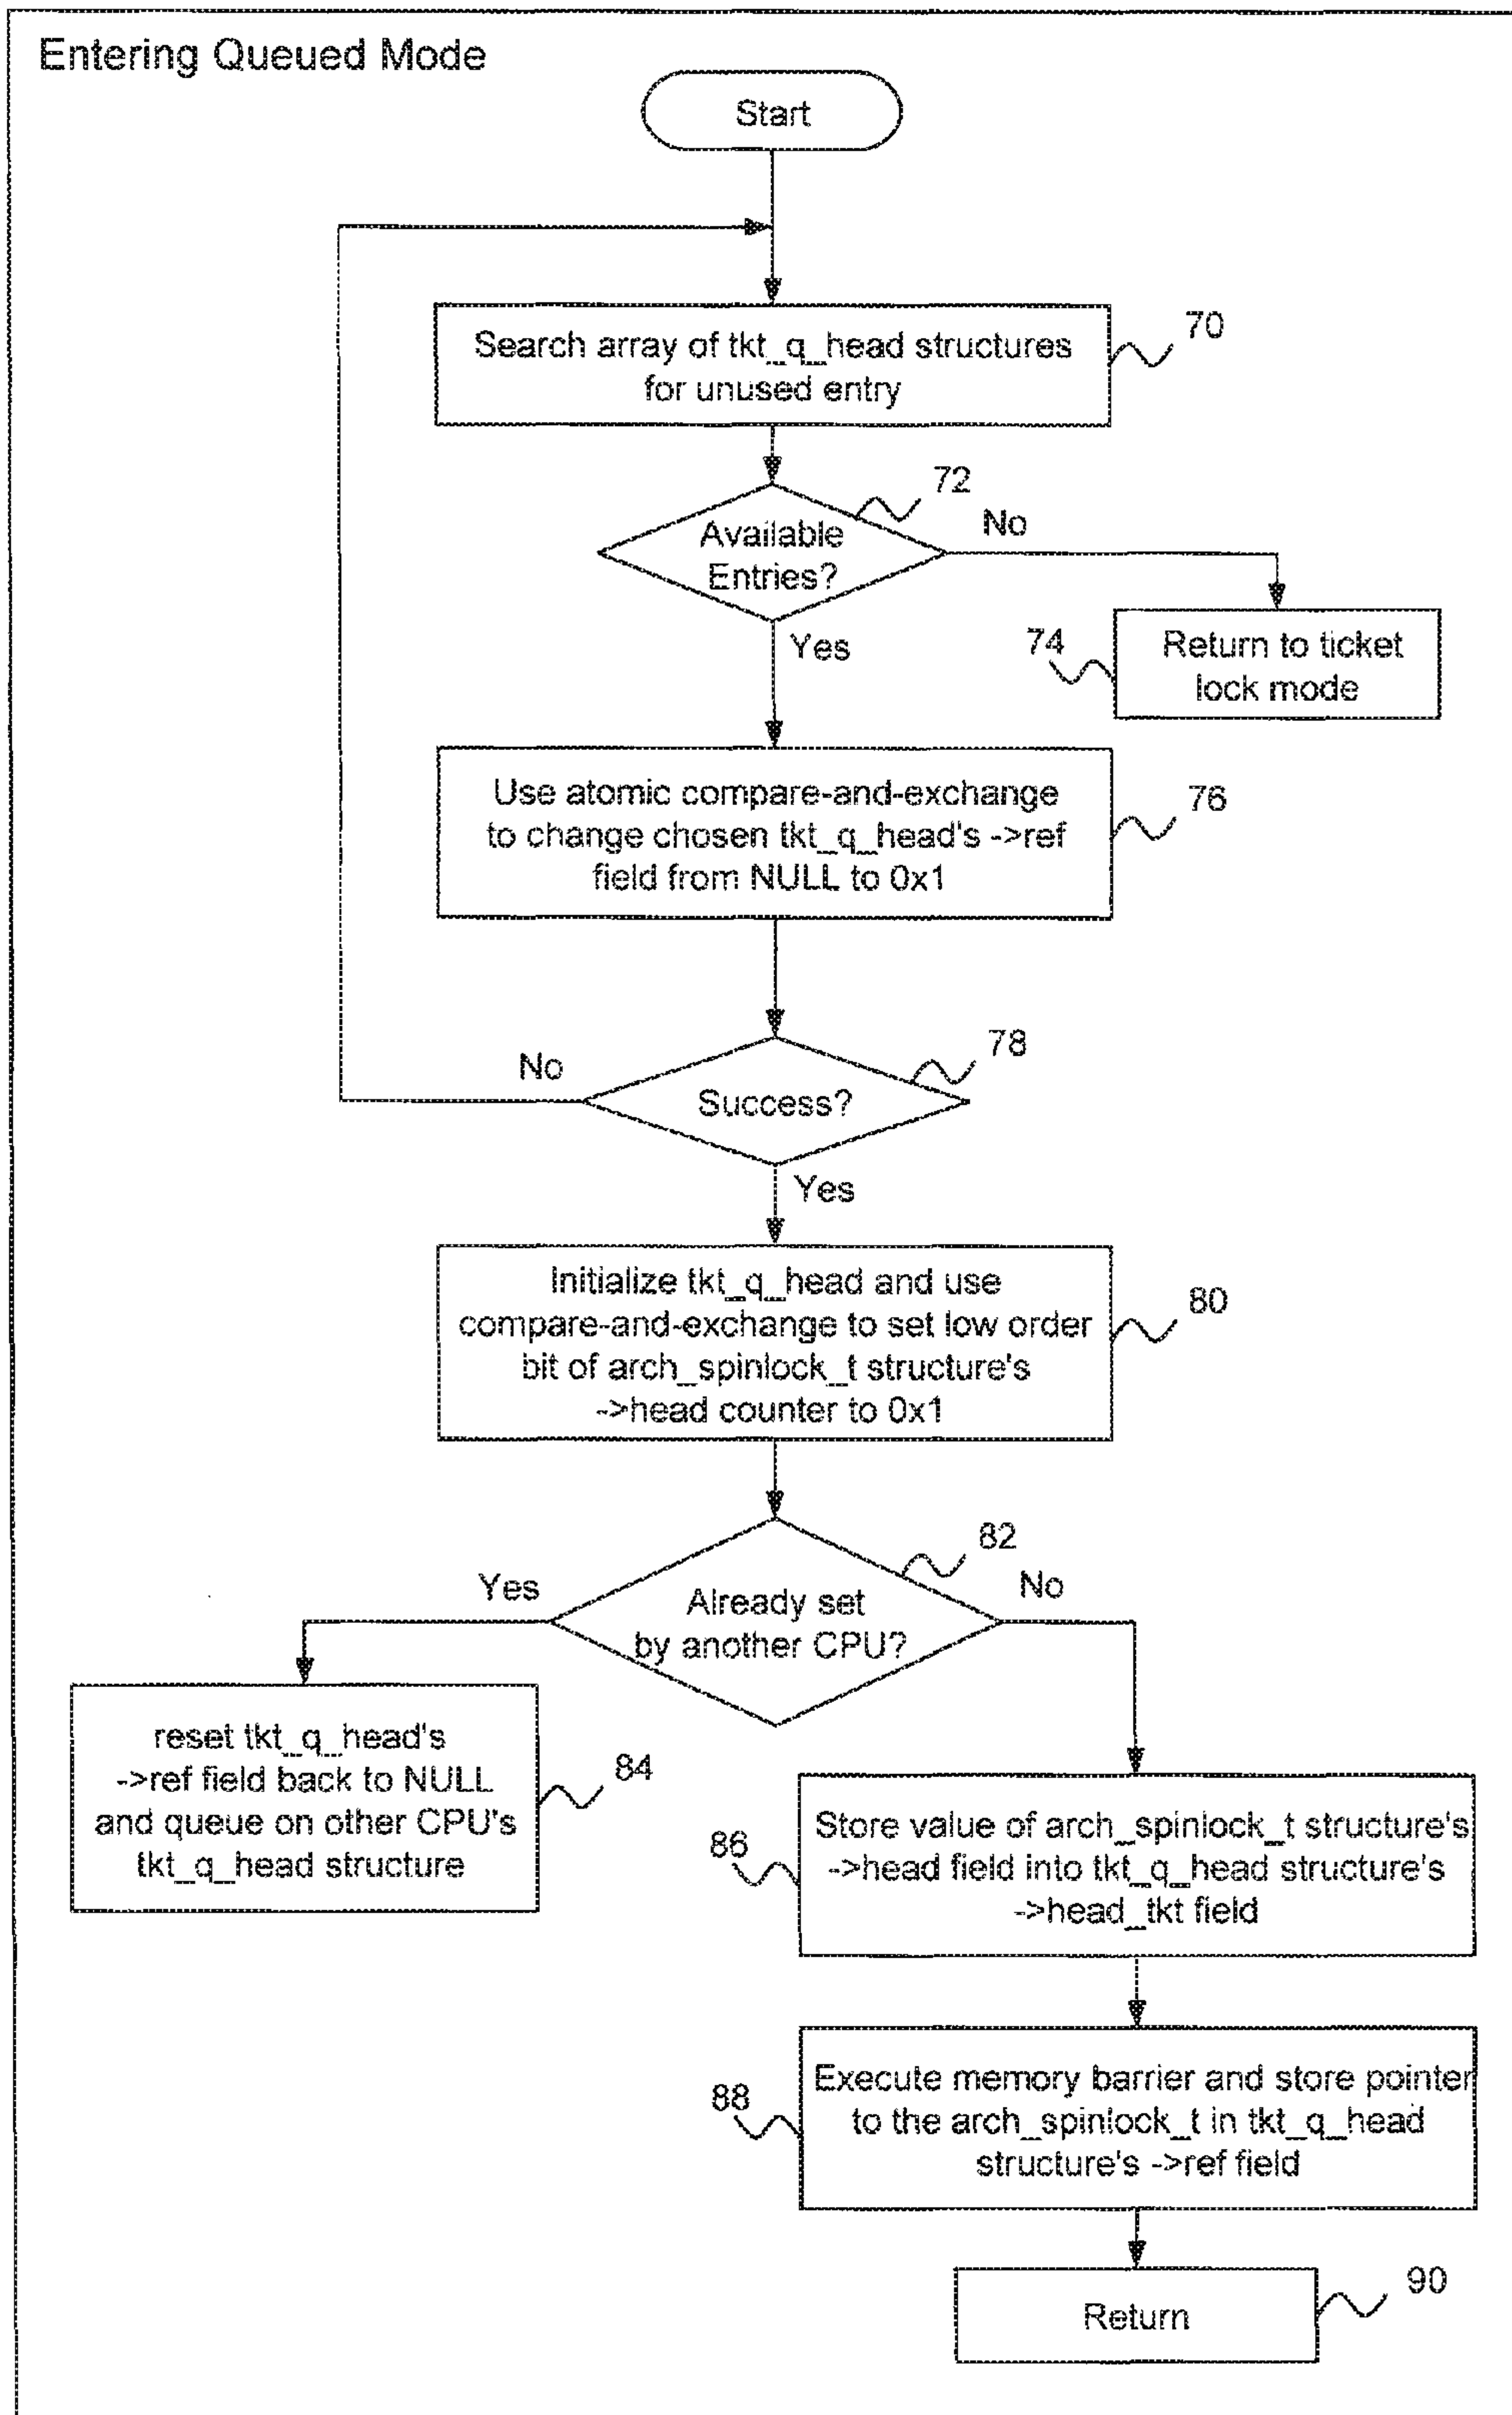 Entering Queued Mode
Start
Search array of tkt_q_head structures
for unused entry
70
72
Available
Entries?
No
Yes
74
Return to ticket
lock mode
Use atomic compare-and-exchange
to change chosen tkt_q_head's ->ref
field from NULL to 0x1
76
78
No
Success?
Yes
Initialize tkt_q_head and use
compare-and-exchange to set low order
bit of arch_spinlock_t structure's
->head counter to 0x1
80
82
Yes
Already set
by another CPU?
No
reset tkt_q_head's
->ref field back to NULL
and queue on other CPU's
tkt_q_head structure
84
86
Store value of arch_spinlock_t structure's
->head field into tkt_q_head structure's
->head_tkt field
88
Execute memory barrier and store pointer
to the arch_spinlock_t in tkt_q_head
structure's ->ref field
Return
90